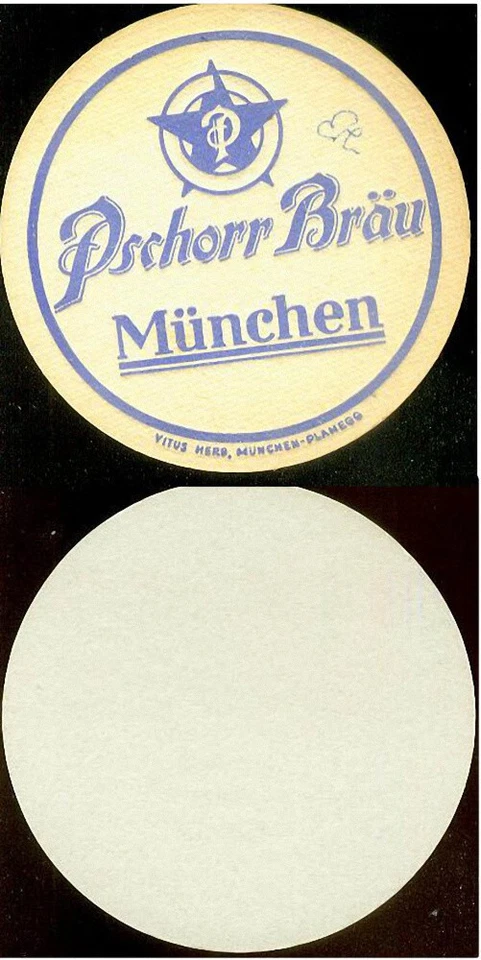 P
Pschorr Bräu
München
VITUS HERB, MÜNCHEN-PLANEGG